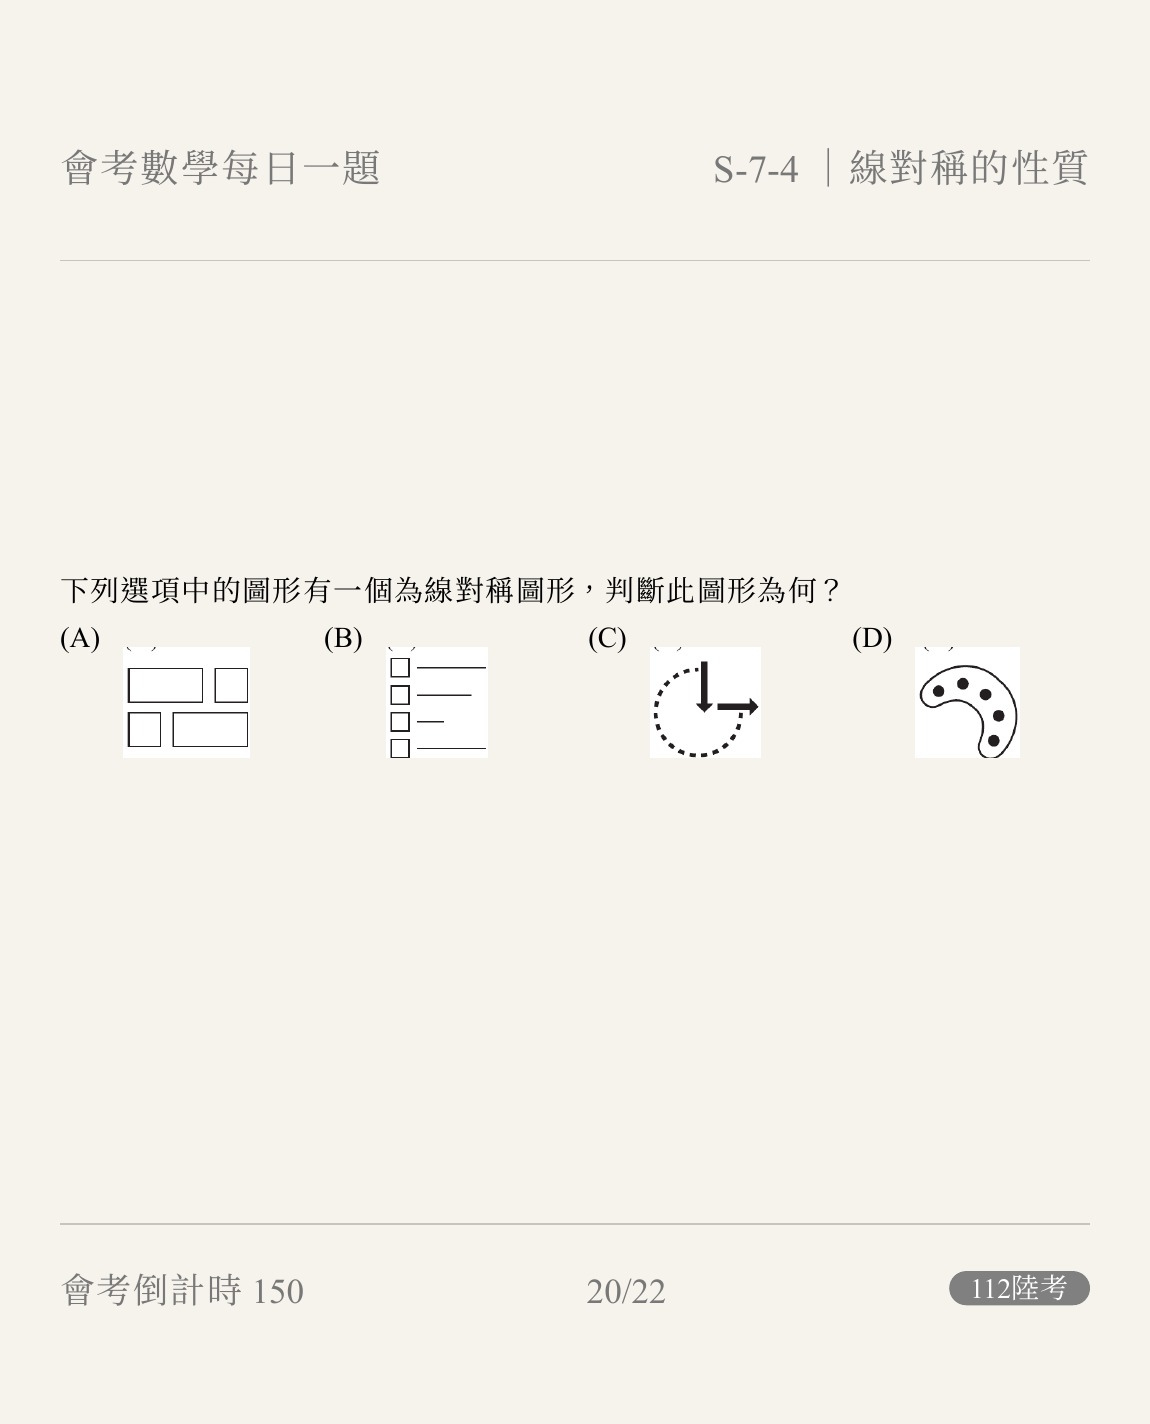 會考數學每日一題
S-7-4｜線對稱的性質
下列選項中的圖形有一個為線對稱圖形，判斷此圖形為何？
(A) (B) (C) (D)
會考倒計時 150
20/22
112陸考